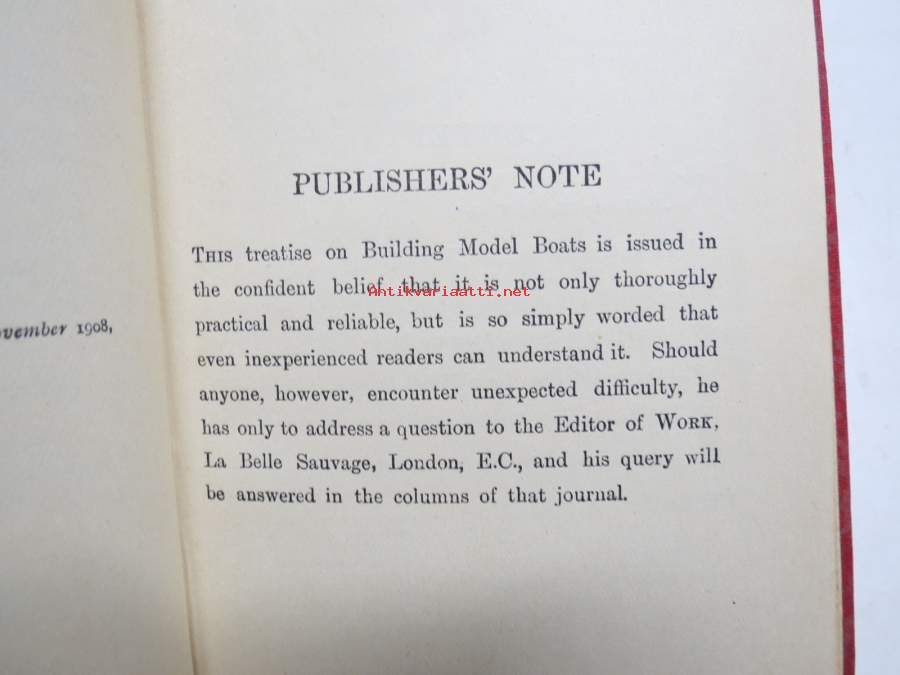 PUBLISHERS' NOTE
THIS treatise on Building Model Boats is issued in
the confident belief that it is not only thoroughly
practical and reliable, but is so simply worded that
even inexperienced readers can understand it. Should
anyone, however, encounter unexpected difficulty, he
has only to address a question to the Editor of WORK,
La Belle Sauvage, London, E.C., and his query will
be answered in the columns of that journal.
1908,
Antikvariaatti.net